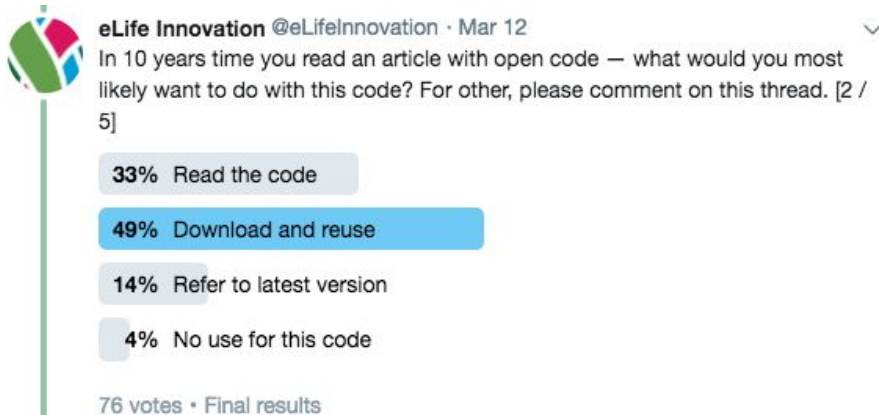 eLife Innovation @eLifeInnovation · Mar 12
In 10 years time you read an article with open code — what would you most
likely want to do with this code? For other, please comment on this thread. [2 /
5]
33% Read the code
49% Download and reuse
14% Refer to latest version
4% No use for this code
76 votes • Final results